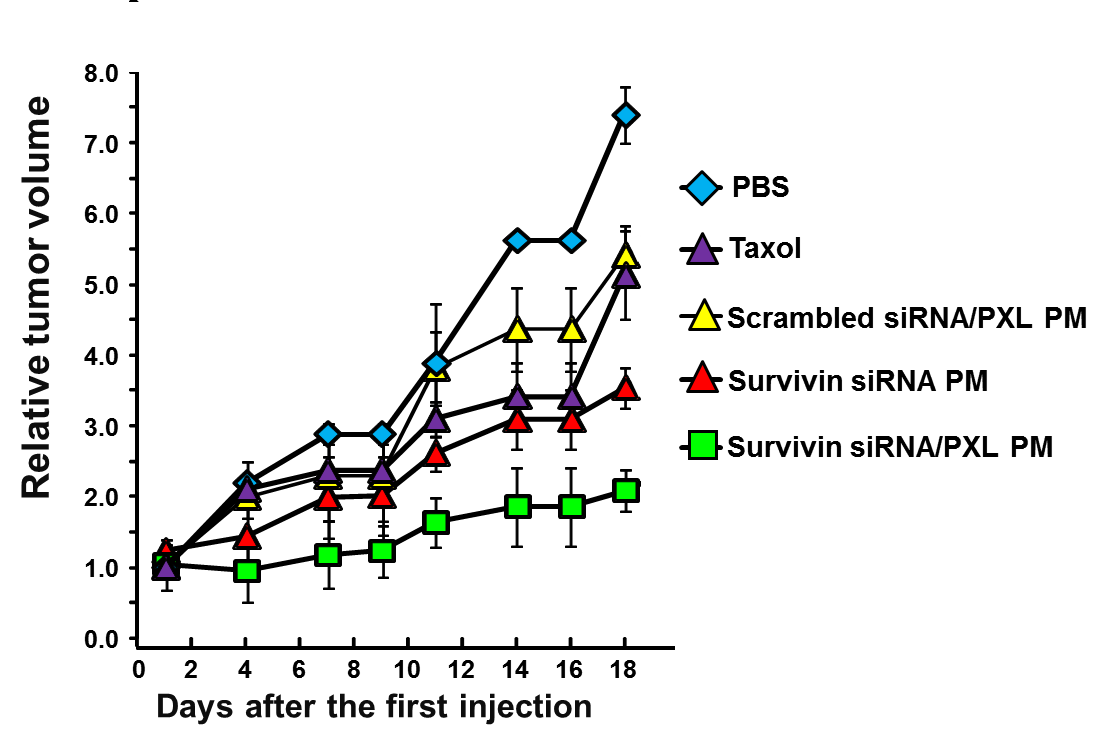 Relative tumor volume
8.0
7.0
6.0
5.0
4.0
3.0
2.0
1.0
0.0
0 2 4 6 8 10 12 14 16 18
Days after the first injection
PBS
Taxol
Scrambled siRNA/PXL PM
Survivin siRNA PM
Survivin siRNA/PXL PM